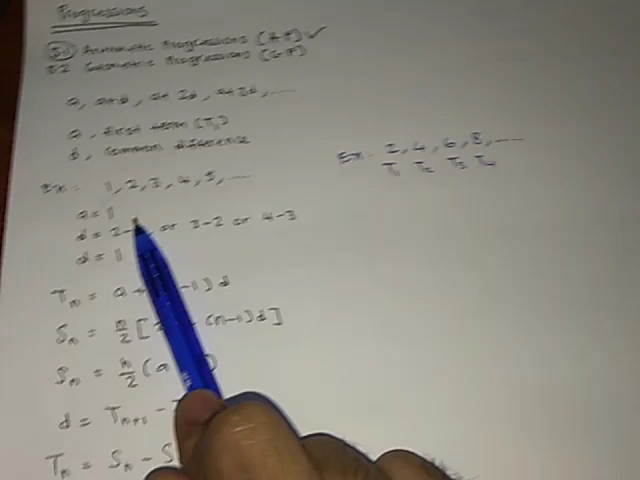 Progressions
5.1 Arithmetic Progressions (A.P) ✓
5.2 Geometric Progressions (G.P)
a, a+d, a+2d, a+3d, ....
a, first term (T1)
d, common difference
Ex: 1, 2, 3, 4, 5, ...
a = 1
d = 2- or 3-2 or 4-3
d = 1
Tn = a + -1)d
Sn = n/2 [ (n-1)d]
Sn = n/2 (a )
d = Tn+1 -
Tn = Sn - S
Ex: 2, 4, 6, 8, ....
T1 T2 T3 T4